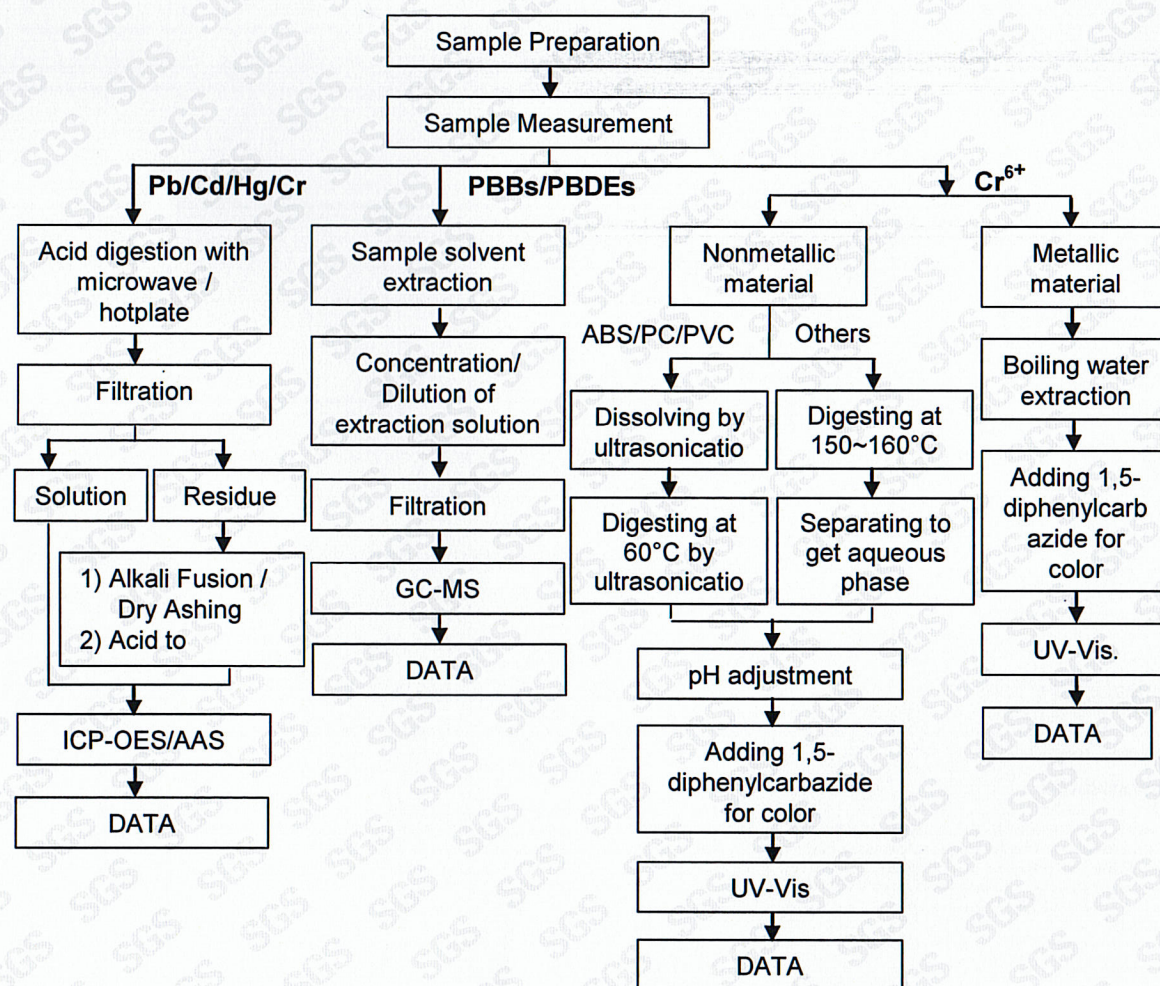 Sample Preparation
Sample Measurement
Pb/Cd/Hg/Cr
PBBs/PBDEs
Cr⁶⁺
Acid digestion with
microwave /
hotplate
Filtration
Solution
Residue
1) Alkali Fusion /
Dry Ashing
2) Acid to
ICP-OES/AAS
DATA
Sample solvent
extraction
Concentration/
Dilution of
extraction solution
Filtration
GC-MS
DATA
Nonmetallic
material
ABS/PC/PVC
Others
Dissolving by
ultrasonicatio
Digesting at
60°C by
ultrasonicatio
Digesting at
150~160°C
Separating to
get aqueous
phase
pH adjustment
Adding 1,5-
diphenylcarbazide
for color
UV-Vis
DATA
Metallic
material
Boiling water
extraction
Adding 1,5-
diphenylcarb
azide for
color
UV-Vis.
DATA
SGS